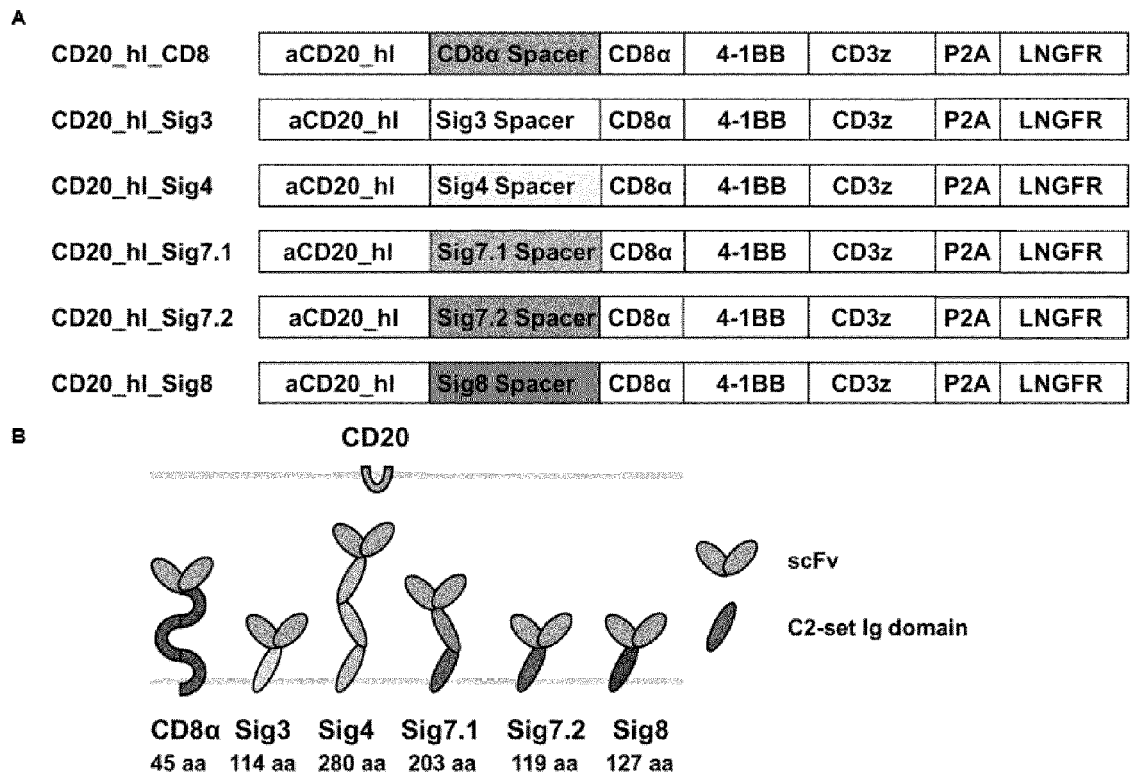 A
CD20_hl_CD8 aCD20_hl CD8α Spacer CD8α 4-1BB CD3z P2A LNGFR
CD20_hl_Sig3 aCD20_hl Sig3 Spacer CD8α 4-1BB CD3z P2A LNGFR
CD20_hl_Sig4 aCD20_hl Sig4 Spacer CD8α 4-1BB CD3z P2A LNGFR
CD20_hl_Sig7.1 aCD20_hl Sig7.1 Spacer CD8α 4-1BB CD3z P2A LNGFR
CD20_hl_Sig7.2 aCD20_hl Sig7.2 Spacer CD8α 4-1BB CD3z P2A LNGFR
CD20_hl_Sig8 aCD20_hl Sig8 Spacer CD8α 4-1BB CD3z P2A LNGFR
B
CD20
scFv
C2-set Ig domain
CD8α Sig3 Sig4 Sig7.1 Sig7.2 Sig8
45 aa 114 aa 280 aa 203 aa 119 aa 127 aa